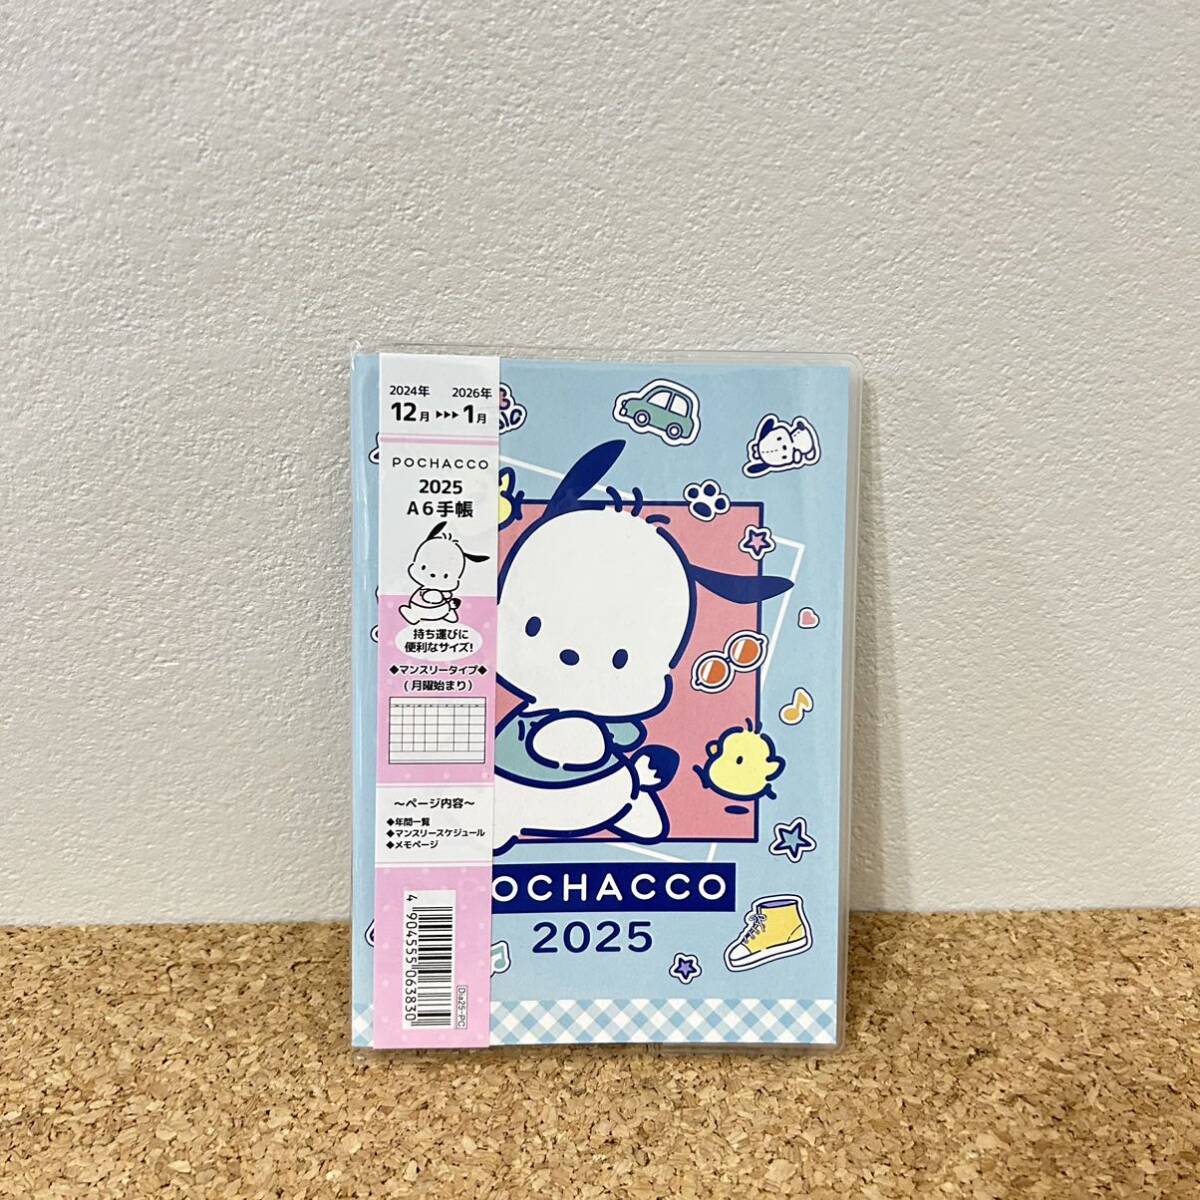 2024年 2026年
12月 ▸▸▸ 1月
POCHACCO
2025
A6手帳
持ち運びに
便利なサイズ!
◆マンスリータイプ◆
(月曜始まり)
〜ページ内容〜
◆年間一覧
◆マンスリースケジュール
◆メモページ
4904555063830
Da25-PC
OCHACCO
2025